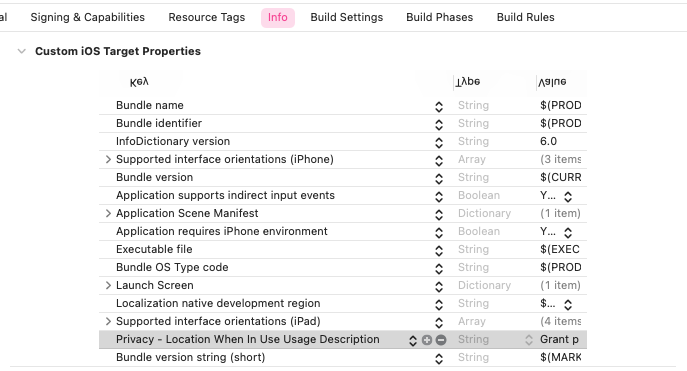 al Signing & Capabilities Resource Tags Info Build Settings Build Phases Build Rules
Custom iOS Target Properties
Key Type Value
Bundle name String $(PROD
Bundle identifier String $(PROD
InfoDictionary version String 6.0
Supported interface orientations (iPhone) Array (3 items
Bundle version String $(CURR
Application supports indirect input events Boolean Y...
Application Scene Manifest Dictionary (1 item)
Application requires iPhone environment Boolean Y...
Executable file String $(EXEC
Bundle OS Type code String $(PROD
Launch Screen Dictionary (1 item)
Localization native development region String $...
Supported interface orientations (iPad) Array (4 items
Privacy - Location When In Use Usage Description String Grant p
Bundle version string (short) String $(MARK